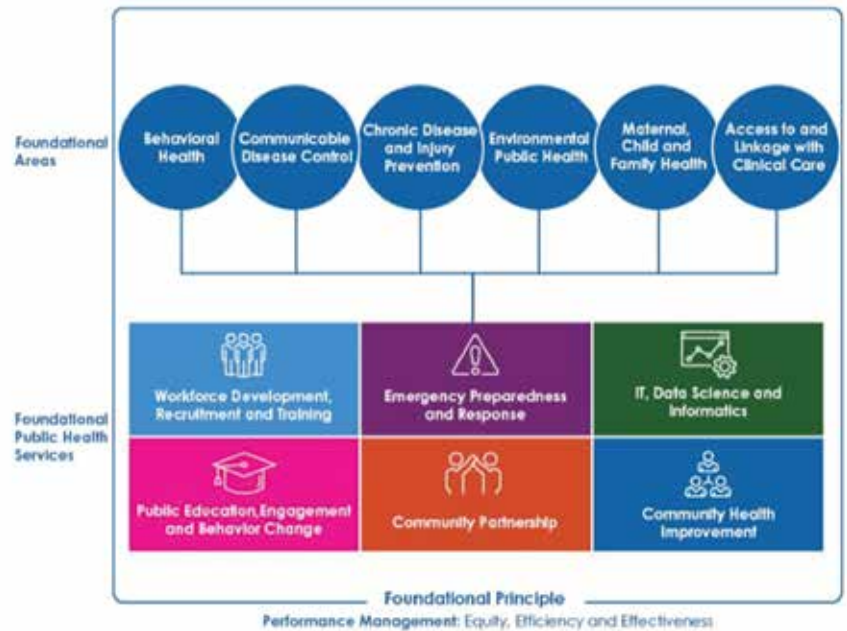 Foundational
Areas
Behavioral
Health
Communicable
Disease Control
Chronic Disease
and Injury
Prevention
Environmental
Public Health
Maternal,
Child and
Family Health
Access to and
Linkage with
Clinical Care
Foundational
Public Health
Services
Workforce Development,
Recruitment and Training
Emergency Preparedness
and Response
IT, Data Science and
Informatics
Public Education,Engagement
and Behavior Change
Community Partnership
Community Health
Improvement
Foundational Principle
Performance Management: Equity, Efficiency and Effectiveness